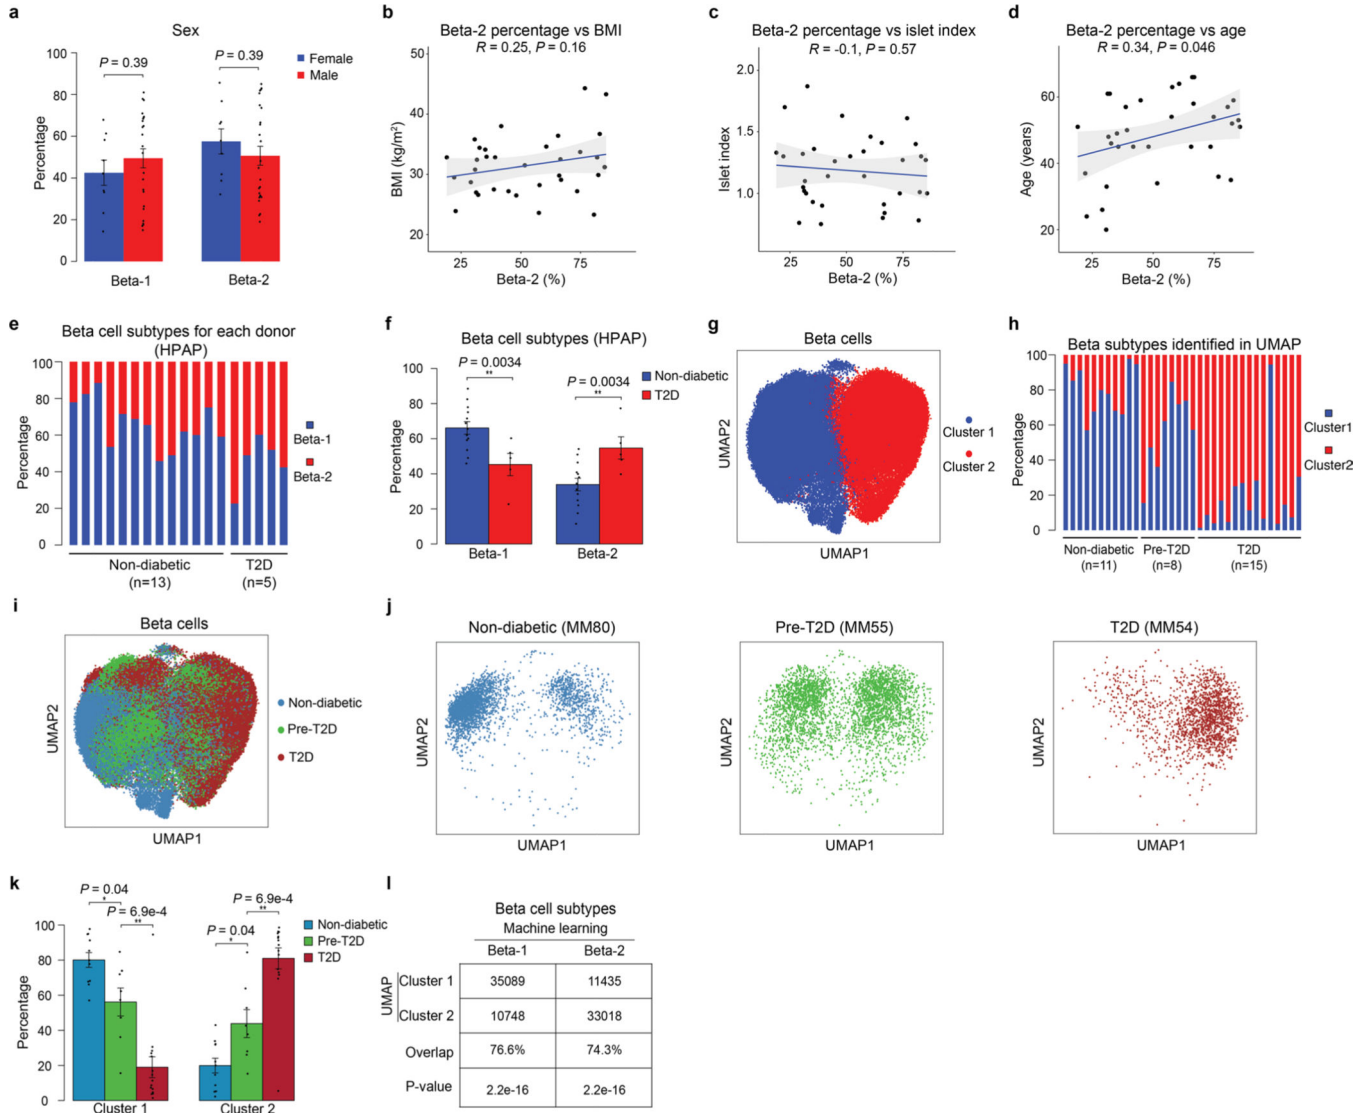 a
Sex
P = 0.39
P = 0.39
Female
Male
Percentage
100
80
60
40
20
0
Beta-1
Beta-2
b
Beta-2 percentage vs BMI
R = 0.25, P = 0.16
BMI (kg/m²)
50
40
30
20
25
50
75
Beta-2 (%)
c
Beta-2 percentage vs islet index
R = -0.1, P = 0.57
Islet index
2.0
1.5
1.0
25
50
75
Beta-2 (%)
d
Beta-2 percentage vs age
R = 0.34, P = 0.046
Age (years)
60
40
20
25
50
75
Beta-2 (%)
e
Beta cell subtypes for each donor
(HPAP)
Percentage
100
80
60
40
20
0
Beta-1
Beta-2
Non-diabetic
(n=13)
T2D
(n=5)
f
Beta cell subtypes (HPAP)
P = 0.0034
**
P = 0.0034
**
Non-diabetic
T2D
Percentage
100
80
60
40
20
0
Beta-1
Beta-2
g
Beta cells
UMAP2
UMAP1
Cluster 1
Cluster 2
h
Beta subtypes identified in UMAP
Percentage
100
80
60
40
20
0
Cluster1
Cluster2
Non-diabetic
(n=11)
Pre-T2D
(n=8)
T2D
(n=15)
i
Beta cells
UMAP2
UMAP1
Non-diabetic
Pre-T2D
T2D
j
Non-diabetic (MM80)
UMAP2
UMAP1
Pre-T2D (MM55)
UMAP2
UMAP1
T2D (MM54)
UMAP2
UMAP1
k
P = 0.04
*
P = 6.9e-4
**
P = 0.04
*
P = 6.9e-4
**
Non-diabetic
Pre-T2D
T2D
Percentage
100
80
60
40
20
0
Cluster 1
Cluster 2
l
Beta cell subtypes
Machine learning
Beta-1 Beta-2
UMAP
Cluster 1 35089 11435
Cluster 2 10748 33018
Overlap 76.6% 74.3%
P-value 2.2e-16 2.2e-16